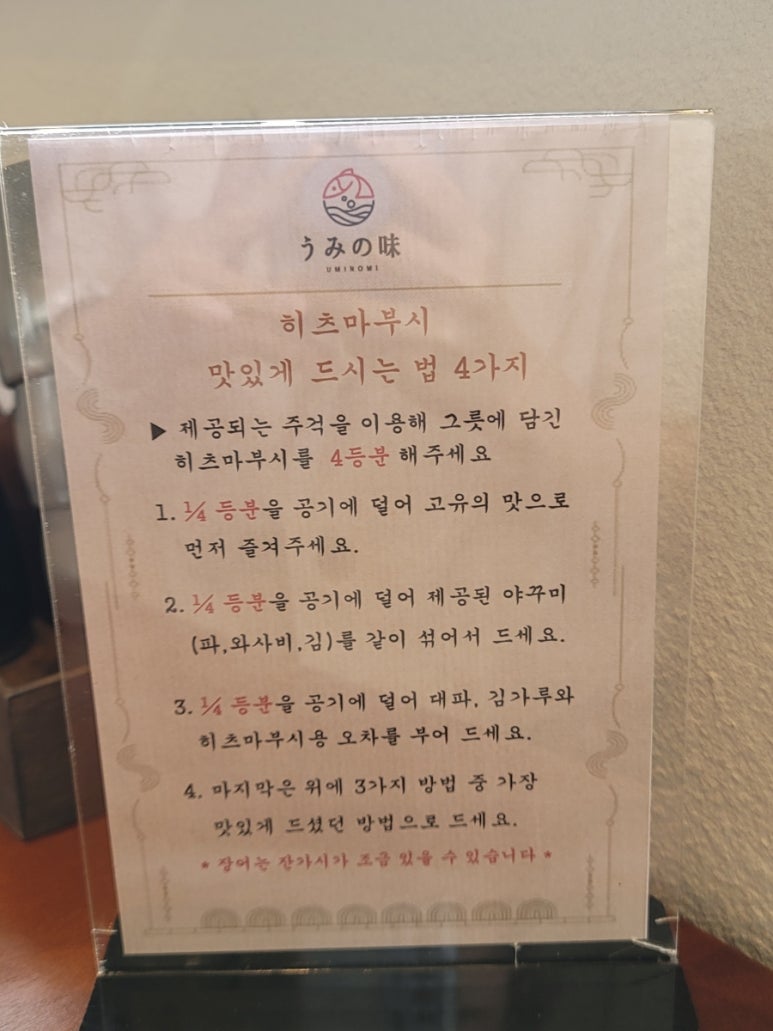 うみの味
UMINOMI
히츠마부시
맛있게 드시는 법 4가지
▶ 제공되는 주걱을 이용해 그릇에 담긴
히츠마부시를 4등분 해주세요
1. ¼ 등분을 공기에 덜어 고유의 맛으로
먼저 즐겨주세요.
2. ¼ 등분을 공기에 덜어 제공된 야꾸미
(파,와사비,김)를 같이 섞어서 드세요.
3. ¼ 등분을 공기에 덜어 대파, 김가루와
히츠마부시용 오차를 부어 드세요.
4. 마지막은 위에 3가지 방법 중 가장
맛있게 드셨던 방법으로 드세요.
* 장어는 잔가시가 조금 있을 수 있습니다 *